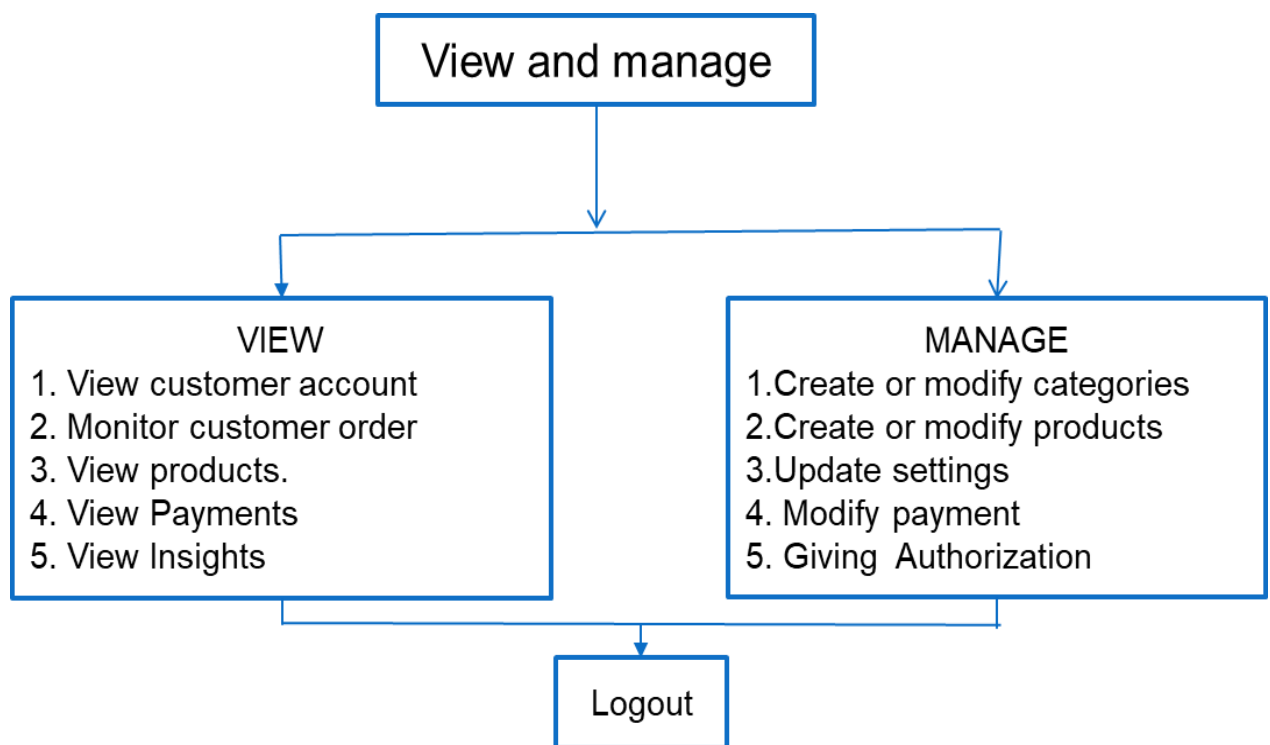 View and manage
VIEW
1. View customer account
2. Monitor customer order
3. View products.
4. View Payments
5. View Insights
MANAGE
1.Create or modify categories
2.Create or modify products
3.Update settings
4. Modify payment
5. Giving Authorization
Logout